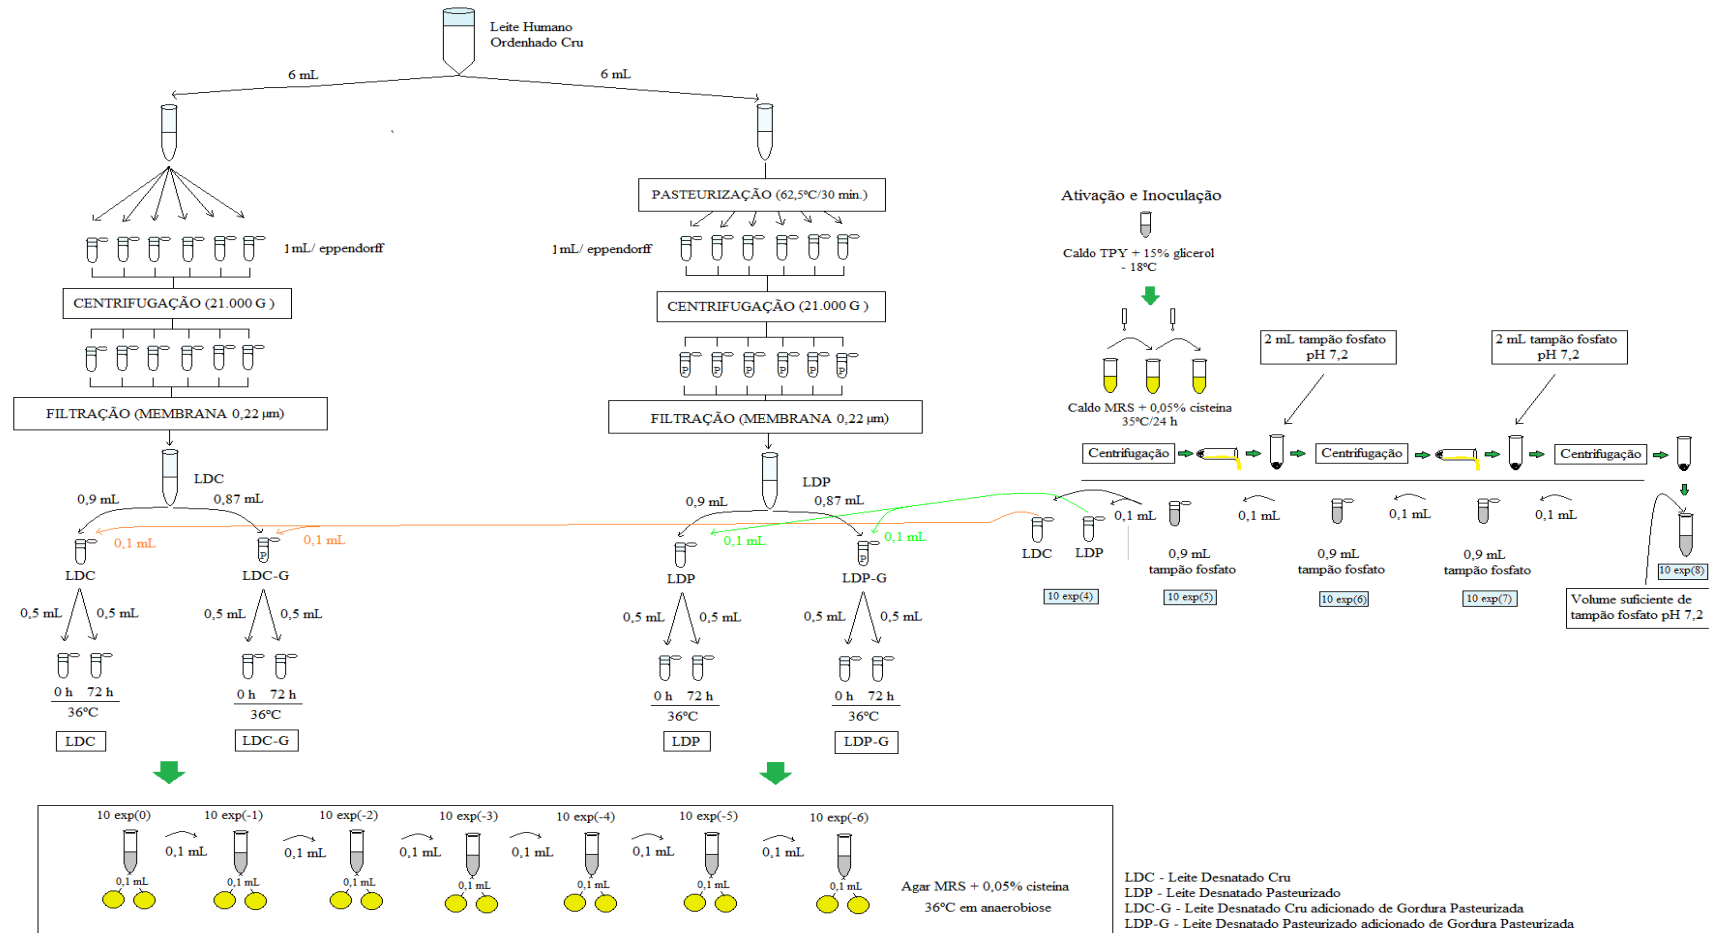 Leite Humano
Ordenhado Cru
6 mL
6 mL
PASTEURIZAÇÃO (62,5ºC/30 min.)
1mL/ eppendorff
1mL/ eppendorff
CENTRIFUGAÇÃO (21.000 G )
CENTRIFUGAÇÃO (21.000 G)
P P P P P P
FILTRAÇÃO (MEMBRANA 0,22 µm)
FILTRAÇÃO (MEMBRANA 0,22 µm)
LDC
0,9 mL
0,87 mL
LDP
0,9 mL
0,87 mL
0,1 mL
0,1 mL
0,1 mL
0,1 mL
P
P
LDC
LDC-G
LDP
LDP-G
0,5 mL
0,5 mL
0,5 mL
0,5 mL
0,5 mL
0,5 mL
0,5 mL
0,5 mL
0 h 72 h
36ºC
LDC
0 h 72 h
36ºC
LDC-G
0 h 72 h
36ºC
LDP
0 h 72 h
36ºC
LDP-G
Ativação e Inoculação
Caldo TPY + 15% glicerol
- 18ºC
Caldo MRS + 0,05% cisteina
35ºC/24 h
2 mL tampão fosfato
pH 7,2
2 mL tampão fosfato
pH 7,2
Centrifugação
Centrifugação
Centrifugação
LDC
LDP
0,1 mL
0,1 mL
0,1 mL
0,1 mL
0,9 mL
tampão fosfato
0,9 mL
tampão fosfato
0,9 mL
tampão fosfato
10 exp(4)
10 exp(5)
10 exp(6)
10 exp(7)
10 exp(8)
Volume suficiente de
tampão fosfato pH 7,2
10 exp(0)
10 exp(-1)
10 exp(-2)
10 exp(-3)
10 exp(-4)
10 exp(-5)
10 exp(-6)
0,1 mL
0,1 mL
0,1 mL
0,1 mL
0,1 mL
0,1 mL
0,1 mL
0,1 mL
0,1 mL
0,1 mL
0,1 mL
0,1 mL
0,1 mL
Agar MRS + 0,05% cisteina
36ºC em anaerobiose
LDC - Leite Desnatado Cru
LDP - Leite Desnatado Pasteurizado
LDC-G - Leite Desnatado Cru adicionado de Gordura Pasteurizada
LDP-G - Leite Desnatado Pasteurizado adicionado de Gordura Pasteurizada